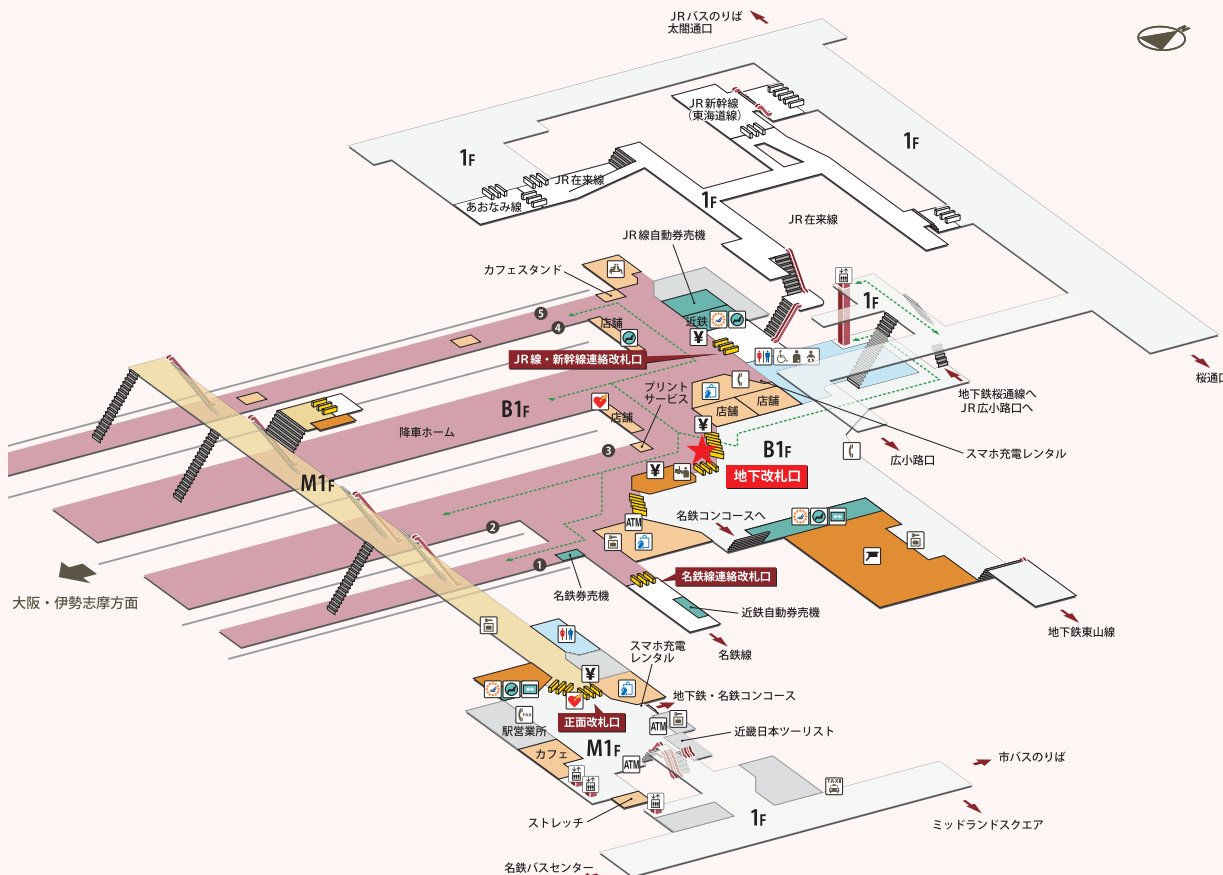 JRバスのりば
太閤通口
JR新幹線
(東海道線)
1F
1F
JR在来線
あおなみ線
1F
JR在来線
JR線自動券売機
カフェスタンド
1F
5
4
店舗
近鉄
¥
JR線・新幹線連絡改札口
桜通口
地下鉄桜通線へ
JR広小路口へ
プリント
サービス
店舗
店舗
店舗
B1F
降車ホーム
¥
3
B1F
スマホ充電レンタル
広小路口
地下改札口
¥
M1F
ATM
名鉄コンコースへ
2
1
名鉄線連絡改札口
大阪・伊勢志摩方面
名鉄券売機
近鉄自動券売機
地下鉄東山線
名鉄線
スマホ充電
レンタル
¥
地下鉄・名鉄コンコース
FAX
駅営業所
正面改札口
ATM
近畿日本ツーリスト
M1F
カフェ
ATM
市バスのりば
TAXI
1F
ストレッチ
ミッドランドスクエア
名鉄バスセンター